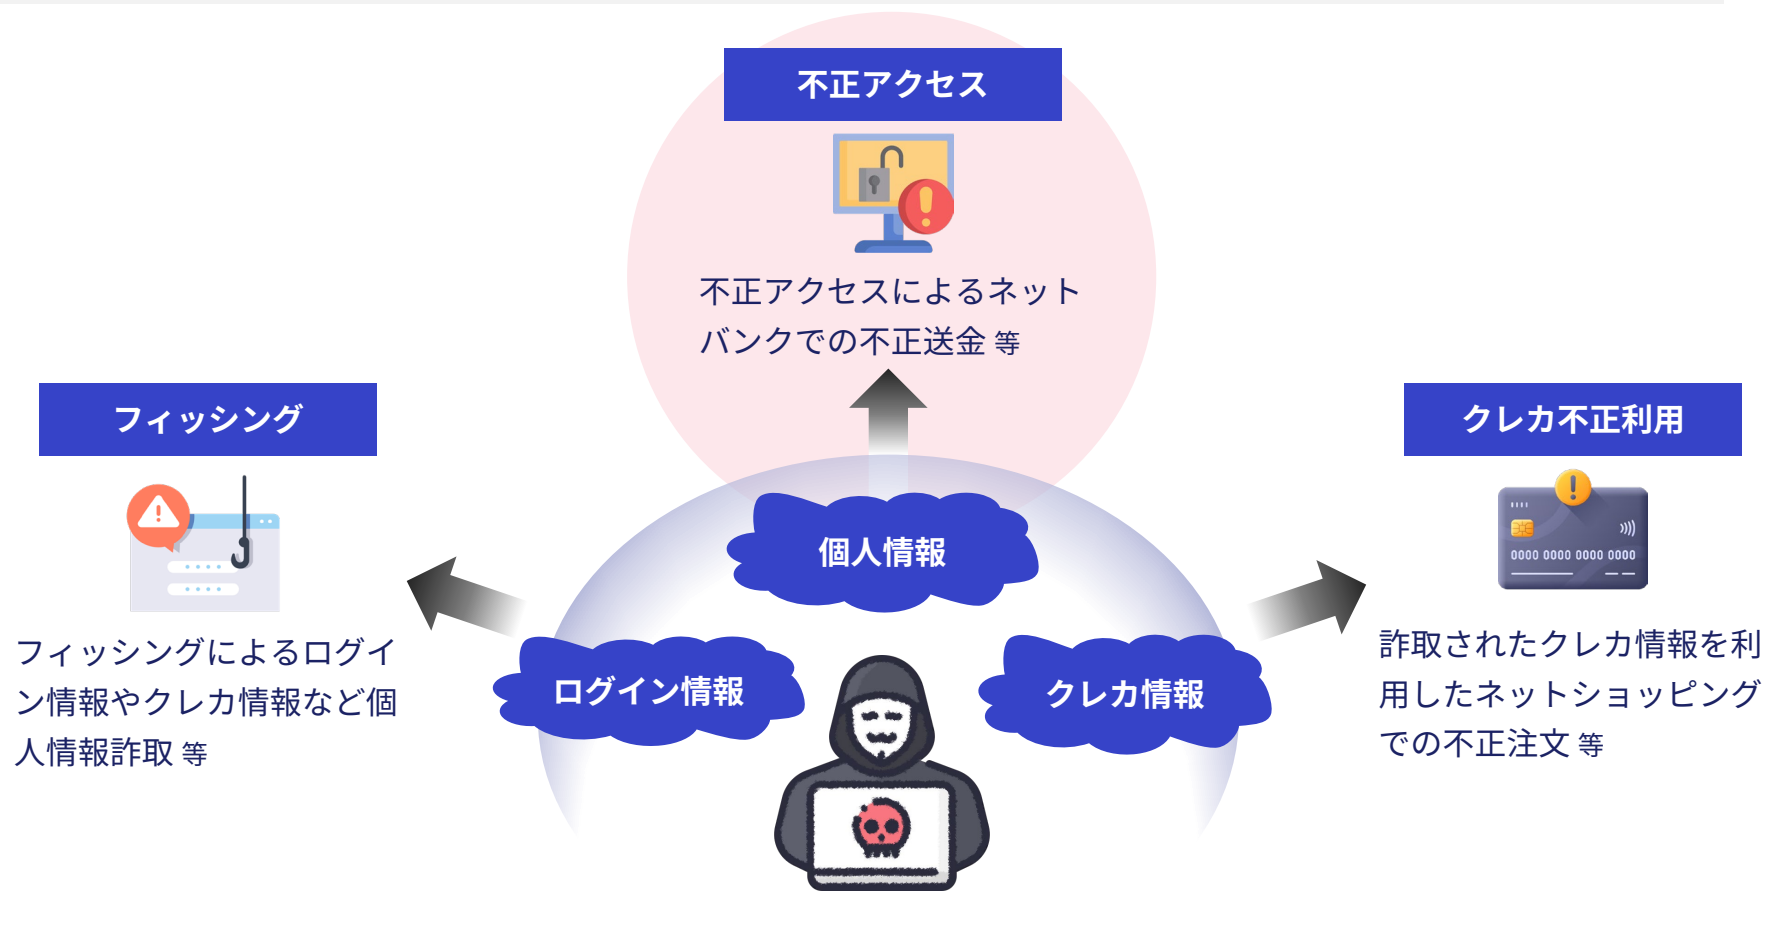 不正アクセス
不正アクセスによるネット
バンクでの不正送金 等
フィッシング
フィッシングによるログイ
ン情報やクレカ情報など個
人情報詐取 等
クレカ不正利用
0000 0000 0000 0000
詐取されたクレカ情報を利
用したネットショッピング
での不正注文 等
個人情報
ログイン情報
クレカ情報